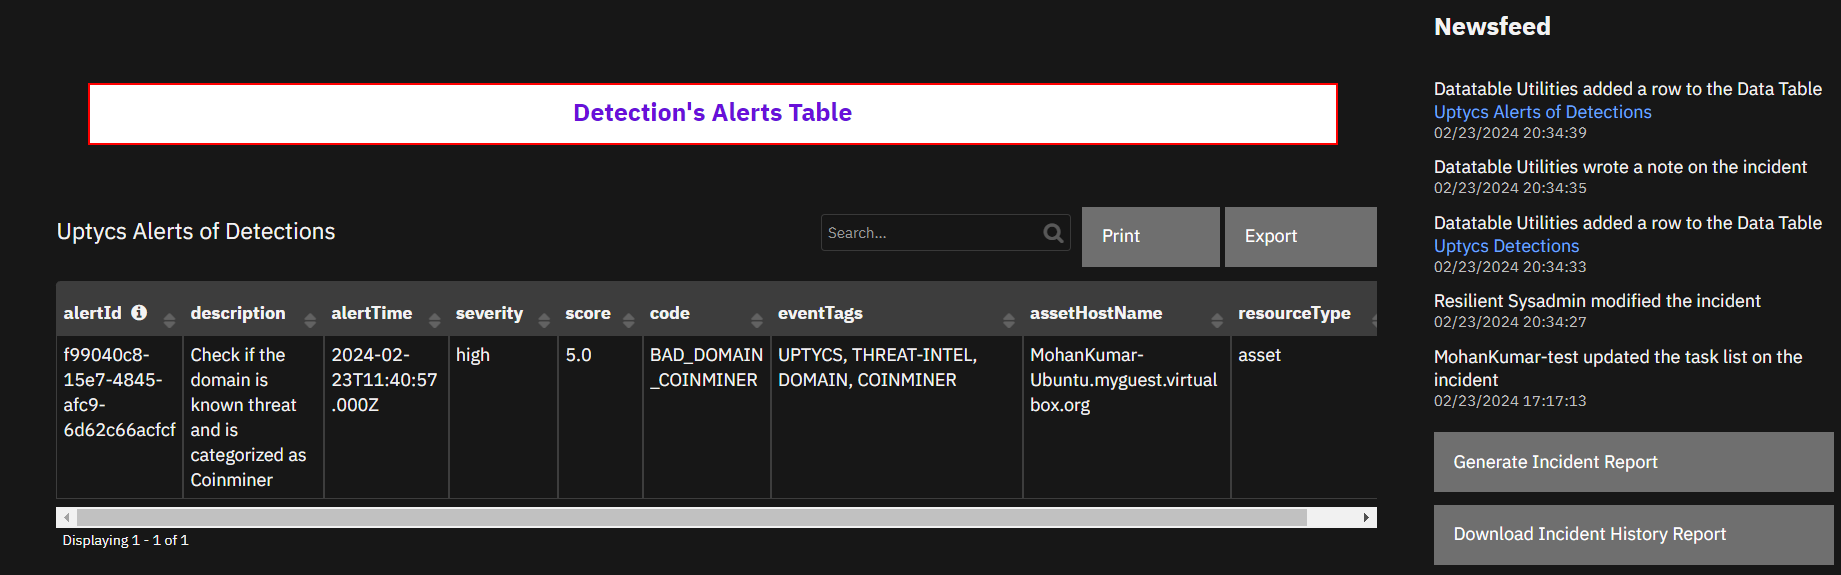 Detection's Alerts Table
Uptycs Alerts of Detections
Search...
Print
Export
alertId
description
alertTime
severity
score
code
eventTags
assetHostName
resourceType
f99040c8-
15e7-4845-
afc9-
6d62c66acfcf
Check if the
domain is
known threat
and is
categorized as
Coinminer
2024-02-
23T11:40:57
.000Z
high
5.0
BAD_DOMAIN
_COINMINER
UPTYCS, THREAT-INTEL,
DOMAIN, COINMINER
MohanKumar-
Ubuntu.myguest.virtual
box.org
asset
Displaying 1 - 1 of 1
Newsfeed
Datatable Utilities added a row to the Data Table
Uptycs Alerts of Detections
02/23/2024 20:34:39
Datatable Utilities wrote a note on the incident
02/23/2024 20:34:35
Datatable Utilities added a row to the Data Table
Uptycs Detections
02/23/2024 20:34:33
Resilient Sysadmin modified the incident
02/23/2024 20:34:27
MohanKumar-test updated the task list on the
incident
02/23/2024 17:17:13
Generate Incident Report
Download Incident History Report